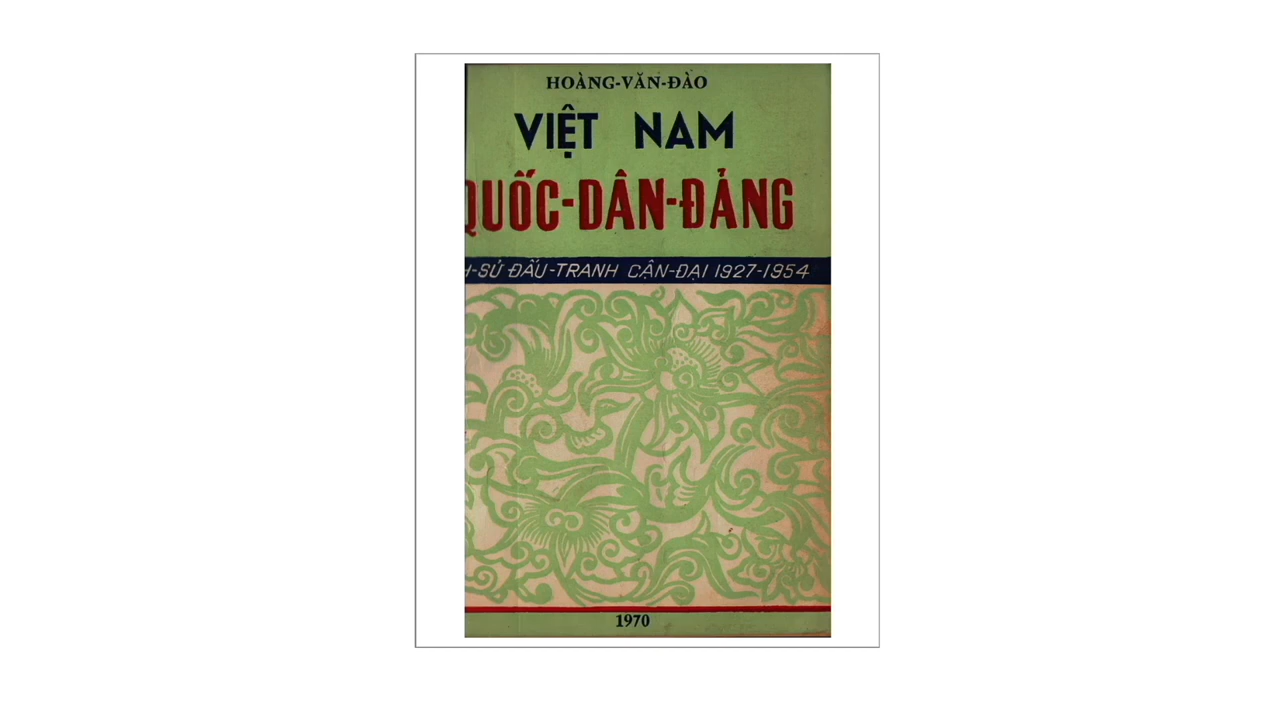 HOÀNG-VĂN-ĐÀO
VIỆT NAM
QUỐC-DÂN-ĐẢNG
H-SỬ ĐẤU-TRANH CẬN-ĐẠI 1927-1954
1970